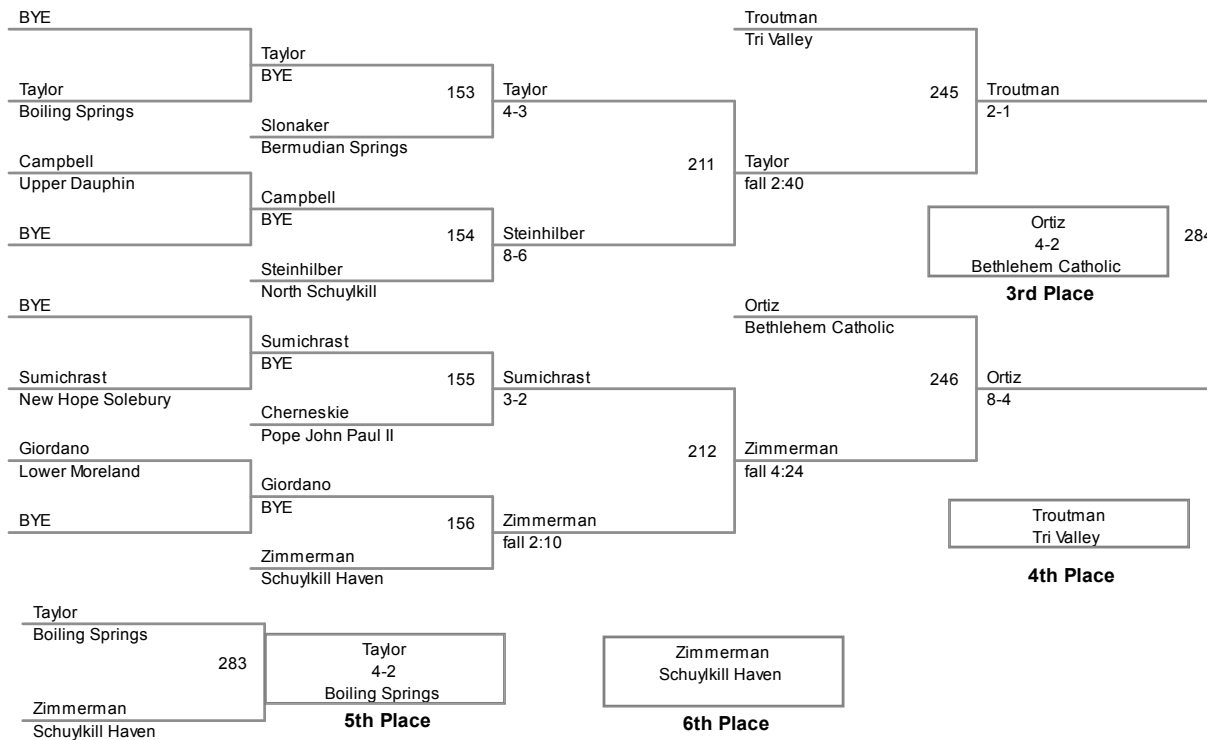 BYE
Troutman
Tri Valley
Taylor
BYE
153
Taylor
4-3
245
Troutman
2-1
Taylor
Boiling Springs
Slonaker
Bermudian Springs
Campbell
Upper Dauphin
211
Taylor
fall 2:40
Campbell
BYE
154
Steinhilber
8-6
BYE
Steinhilber
North Schuylkill
Ortiz
4-2
Bethlehem Catholic
284
3rd Place
BYE
Ortiz
Bethlehem Catholic
Sumichrast
BYE
155
Sumichrast
3-2
246
Ortiz
8-4
Sumichrast
New Hope Solebury
Cherneskie
Pope John Paul II
Giordano
Lower Moreland
212
Zimmerman
fall 4:24
Giordano
BYE
156
Zimmerman
fall 2:10
BYE
Zimmerman
Schuylkill Haven
Troutman
Tri Valley
4th Place
Taylor
Boiling Springs
283
Taylor
4-2
Boiling Springs
5th Place
Zimmerman
Schuylkill Haven
Zimmerman
Schuylkill Haven
6th Place